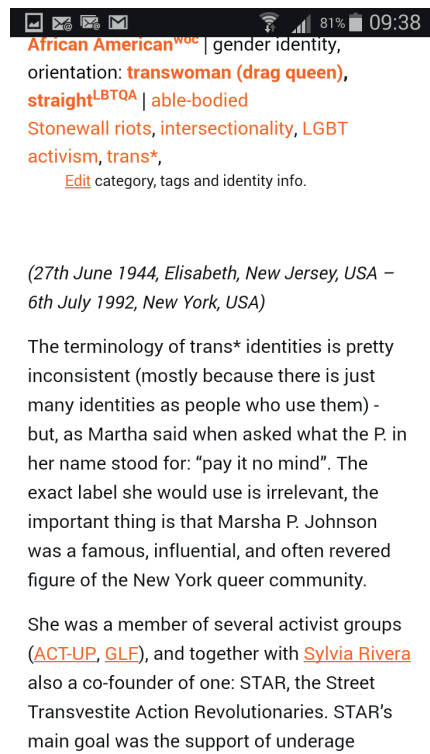 81% 09:38
African American^WOC | gender identity,
orientation: transwoman (drag queen),
straight^LBTQA | able-bodied
Stonewall riots, intersectionality, LGBT
activism, trans*,
Edit category, tags and identity info.
(27th June 1944, Elisabeth, New Jersey, USA –
6th July 1992, New York, USA)
The terminology of trans* identities is pretty
inconsistent (mostly because there is just
many identities as people who use them) -
but, as Martha said when asked what the P. in
her name stood for: “pay it no mind”. The
exact label she would use is irrelevant, the
important thing is that Marsha P. Johnson
was a famous, influential, and often revered
figure of the New York queer community.
She was a member of several activist groups
(ACT-UP, GLF), and together with Sylvia Rivera
also a co-founder of one: STAR, the Street
Transvestite Action Revolutionaries. STAR’s
main goal was the support of underage